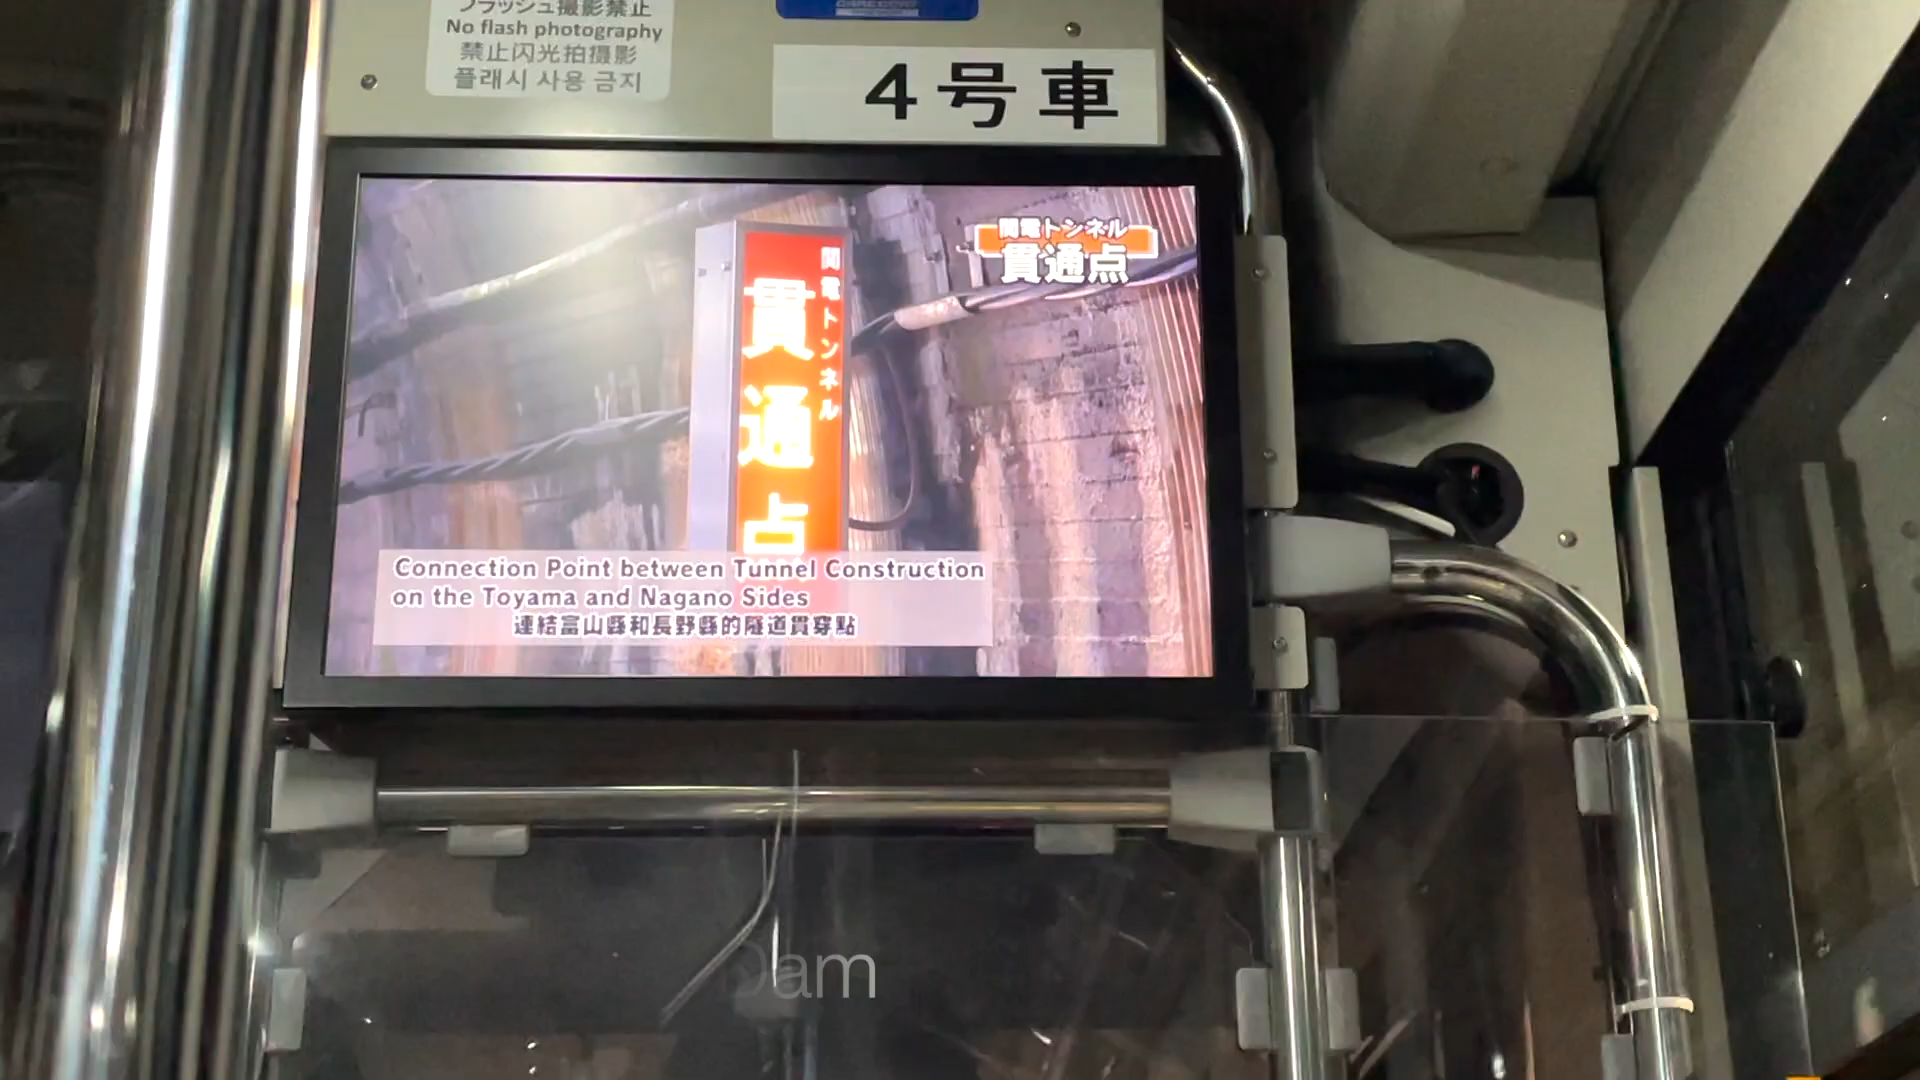 フラッシュ撮影禁止
No flash photography
禁止闪光拍摄影
플래시 사용 금지
4号車
関電トンネル
貫通点
関電トンネル
貫通点
Connection Point between Tunnel Construction
on the Toyama and Nagano Sides
連結富山縣和長野縣的隧道貫穿點
Dam